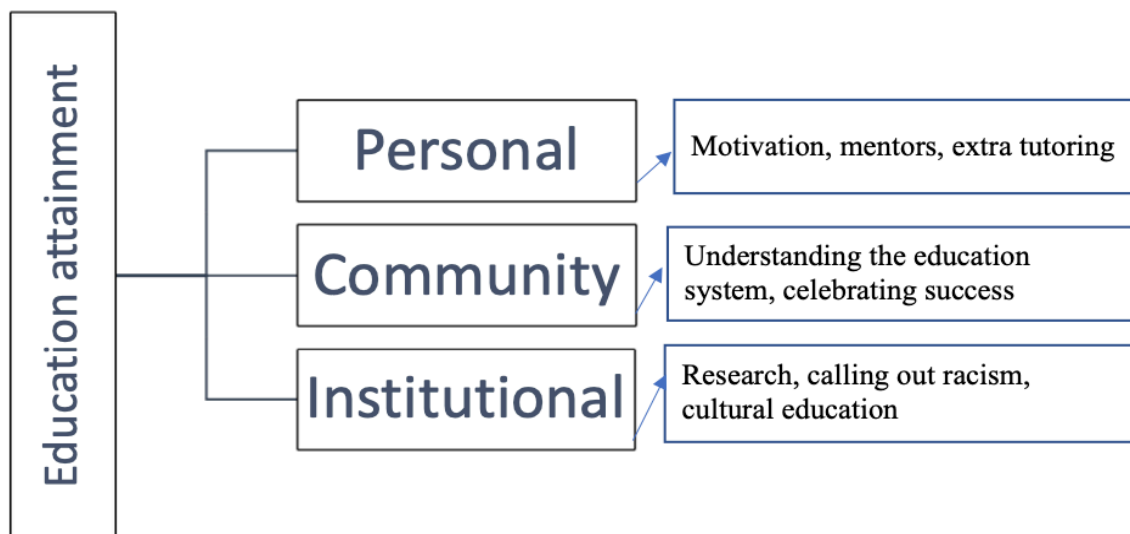 Education attainment
Personal
Motivation, mentors, extra tutoring
Community
Understanding the education
system, celebrating success
Institutional
Research, calling out racism,
cultural education